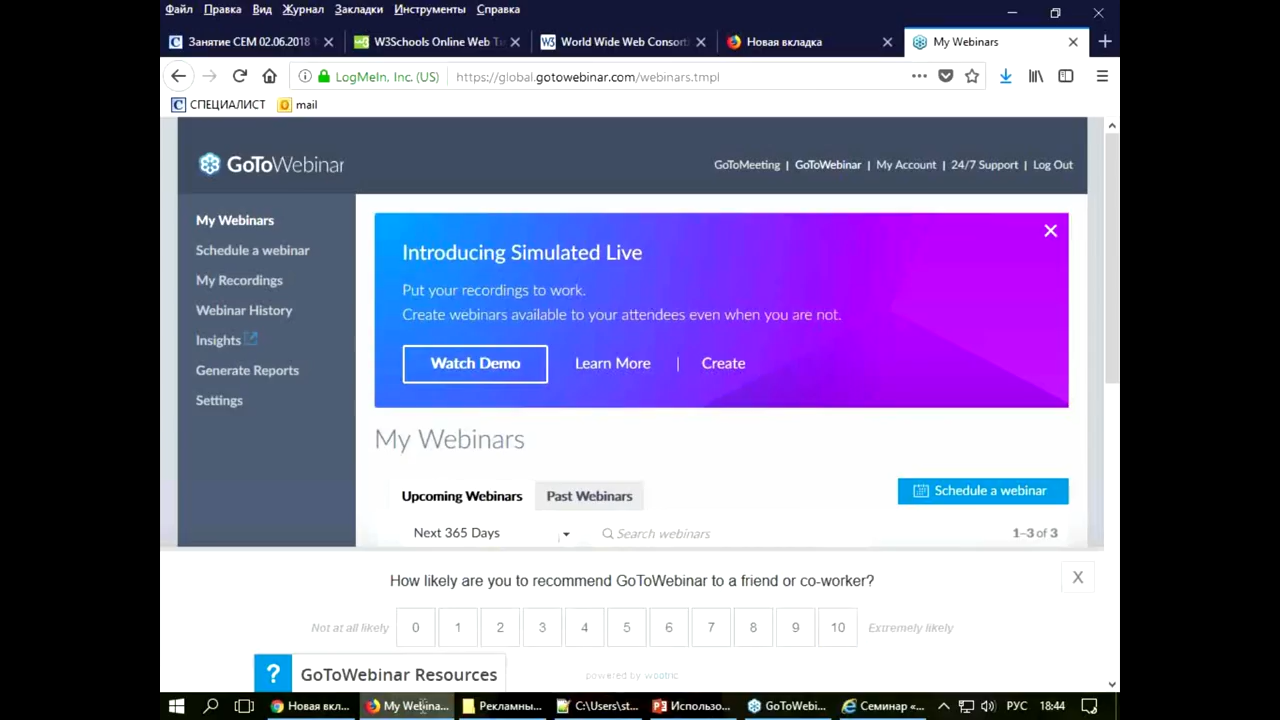 Файл Правка Вид Журнал Закладки Инструменты Справка
Занятие СЕМ 02.06.2018 W3Schools Online Web World Wide Web Consort Новая вкладка My Webinars
LogMeIn, Inc. (US) https://global.gotowebinar.com/webinars.tmpl
СПЕЦИАЛИСТ mail
GoToWebinar
GoToMeeting | GoToWebinar | My Account | 24/7 Support | Log Out
My Webinars
Schedule a webinar
My Recordings
Webinar History
Insights
Generate Reports
Settings
Introducing Simulated Live
Put your recordings to work.
Create webinars available to your attendees even when you are not.
Watch Demo Learn More | Create
My Webinars
Upcoming Webinars Past Webinars Schedule a webinar
Next 365 Days Search webinars 1–3 of 3
How likely are you to recommend GoToWebinar to a friend or co-worker? X
Not at all likely 0 1 2 3 4 5 6 7 8 9 10 Extremely likely
? GoToWebinar Resources powered by wootric
Новая вкл... My Webina... Рекламны... C:\Users\st... Использо... GoToWebi... Семинар «... РУС 18:44